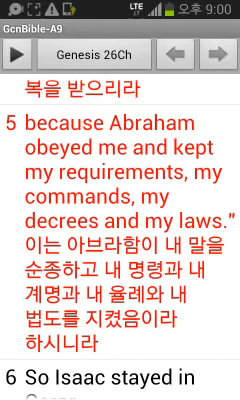 LTE
오후 9:00
GcnBible-A9
Genesis 26Ch
복을 받으리라
5 because Abraham
obeyed me and kept
my requirements, my
commands, my
decrees and my laws."
이는 아브라함이 내 말을
순종하고 내 명령과 내
계명과 내 율례와 내
법도를 지켰음이라
하시니라
6 So Isaac stayed in